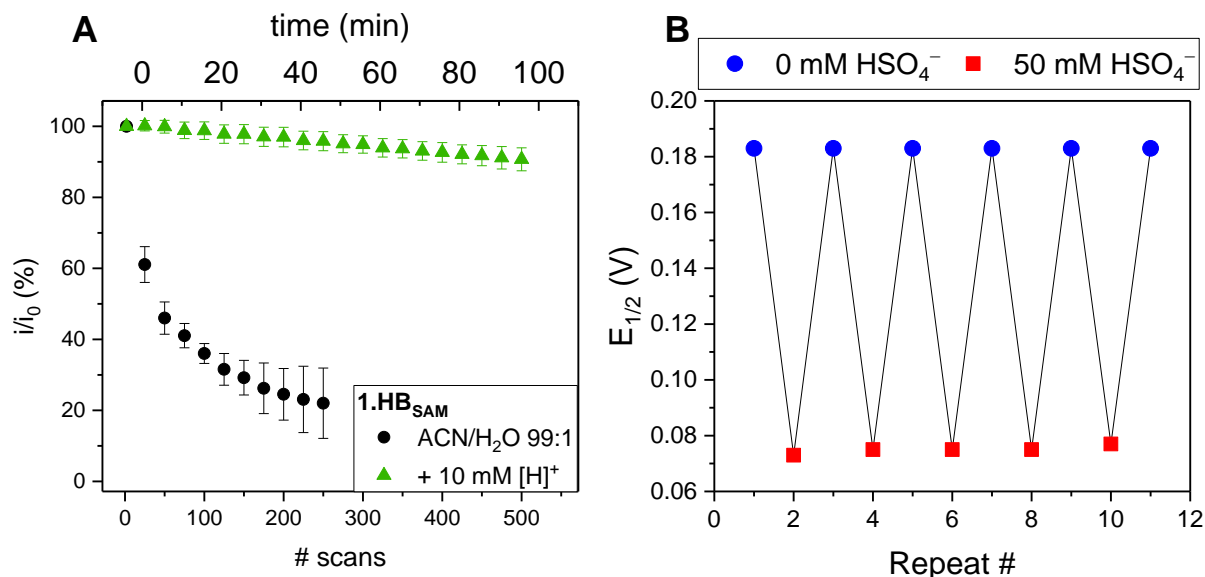 A
time (min)
0 20 40 60 80 100
i/i₀ (%)
100
80
60
40
20
0
1.HB_SAM
ACN/H₂O 99:1
+ 10 mM [H]⁺
0 100 200 300 400 500
# scans
B
0 mM HSO₄⁻ 50 mM HSO₄⁻
E₁/₂ (V)
0.20
0.18
0.16
0.14
0.12
0.10
0.08
0.06
0 2 4 6 8 10 12
Repeat #